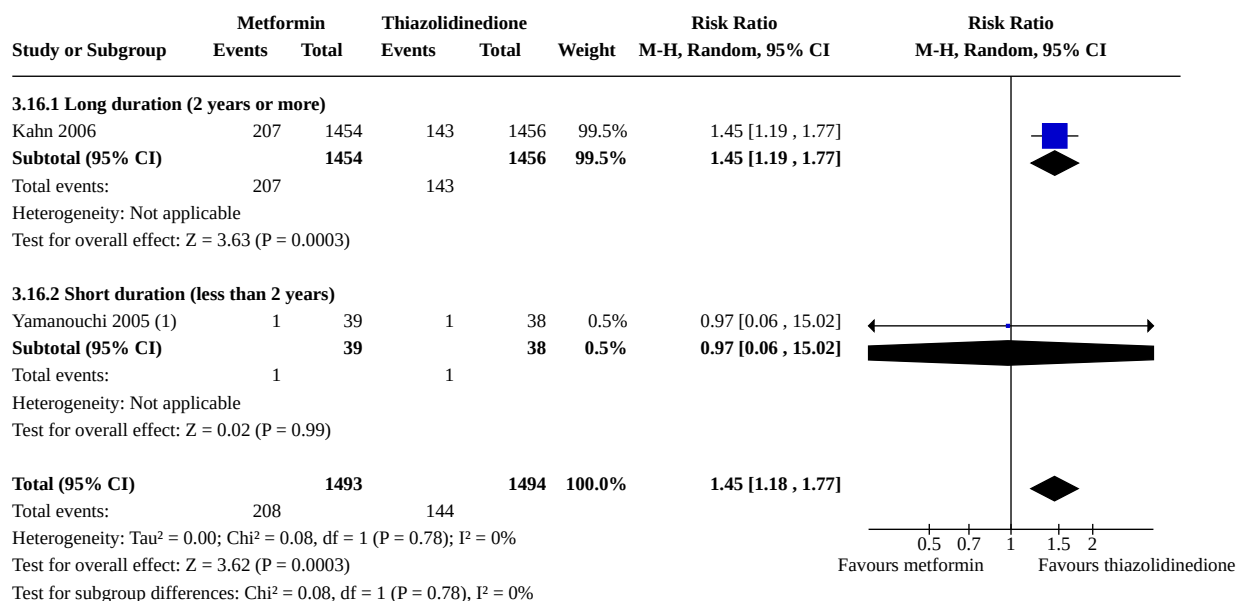 Metformin Thiazolidinedione Risk Ratio Risk Ratio
Study or Subgroup Events Total Events Total Weight M-H, Random, 95% CI M-H, Random, 95% CI
3.16.1 Long duration (2 years or more)
Kahn 2006 207 1454 143 1456 99.5% 1.45 [1.19 , 1.77]
Subtotal (95% CI) 1454 1456 99.5% 1.45 [1.19 , 1.77]
Total events: 207 143
Heterogeneity: Not applicable
Test for overall effect: Z = 3.63 (P = 0.0003)
3.16.2 Short duration (less than 2 years)
Yamanouchi 2005 (1) 1 39 1 38 0.5% 0.97 [0.06 , 15.02]
Subtotal (95% CI) 39 38 0.5% 0.97 [0.06 , 15.02]
Total events: 1 1
Heterogeneity: Not applicable
Test for overall effect: Z = 0.02 (P = 0.99)
Total (95% CI) 1493 1494 100.0% 1.45 [1.18 , 1.77]
Total events: 208 144
Heterogeneity: Tau² = 0.00; Chi² = 0.08, df = 1 (P = 0.78); I² = 0%
0.5 0.7 1 1.5 2
Test for overall effect: Z = 3.62 (P = 0.0003) Favours metformin Favours thiazolidinedione
Test for subgroup differences: Chi² = 0.08, df = 1 (P = 0.78), I² = 0%